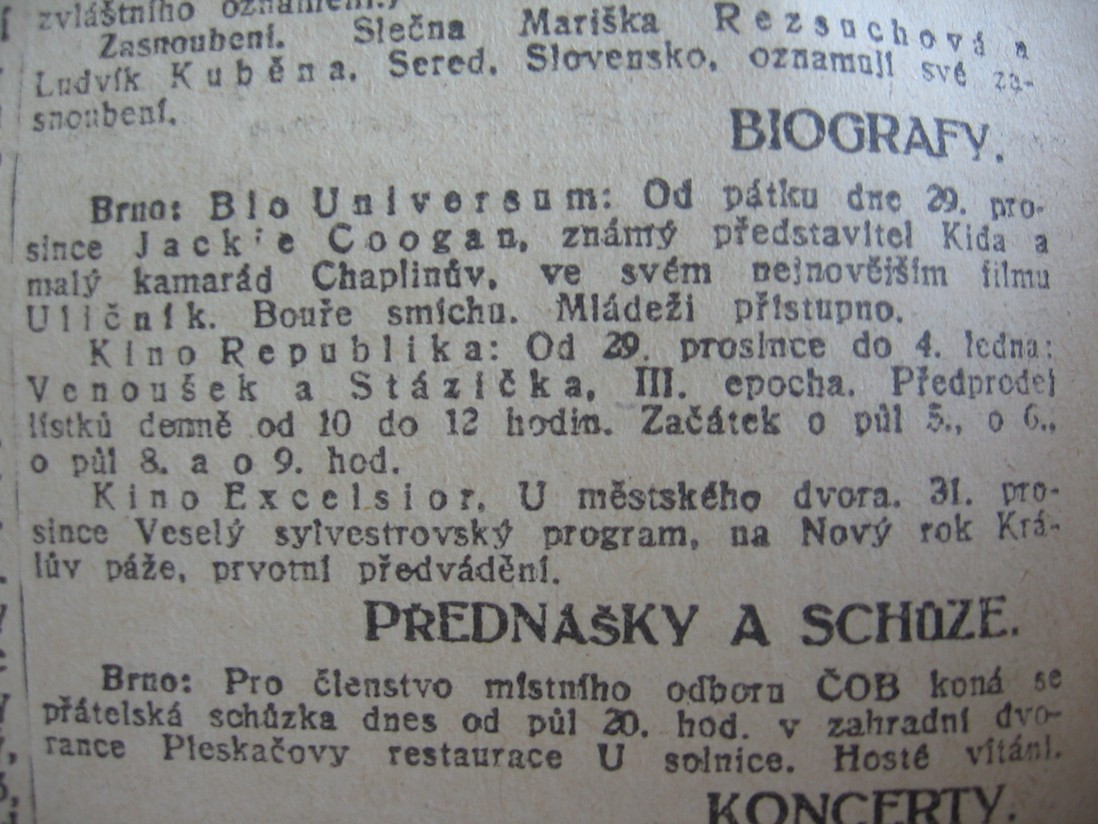 zvláštního oznámení.)
Zasnoubení. Slečna Mariška Rezsuchová a
Ludvík Kuběna, Sered, Slovensko, oznamují své za-
snoubení.
BIOGRAFY.
Brno: Bio Universum: Od pátku dne 29. pro-
since Jackie Coogan, známý představitel Kida a
malý kamarád Chaplinův, ve svém nejnovějším filmu
Uličník. Bouře smíchu. Mládeži přístupno.
Kino Republika: Od 29. prosince do 4. ledna:
Venoušek a Stázička, III. epocha. Předprodej
lístků denně od 10 do 12 hodin. Začátek o půl 5., o 6.,
o půl 8. a o 9. hod.
Kino Excelsior, U městského dvora. 31. pro-
since Veselý sylvestrovský program, na Nový rok Krá-
lův páže, prvotní předvádění.
PŘEDNÁŠKY A SCHŮZE.
Brno: Pro členstvo místního odboru ČOB koná se
přátelská schůzka dnes od půl 20. hod. v zahradní dvo-
rance Pleskačovy restaurace U solnice. Hosté vítáni.
KONCERTY.